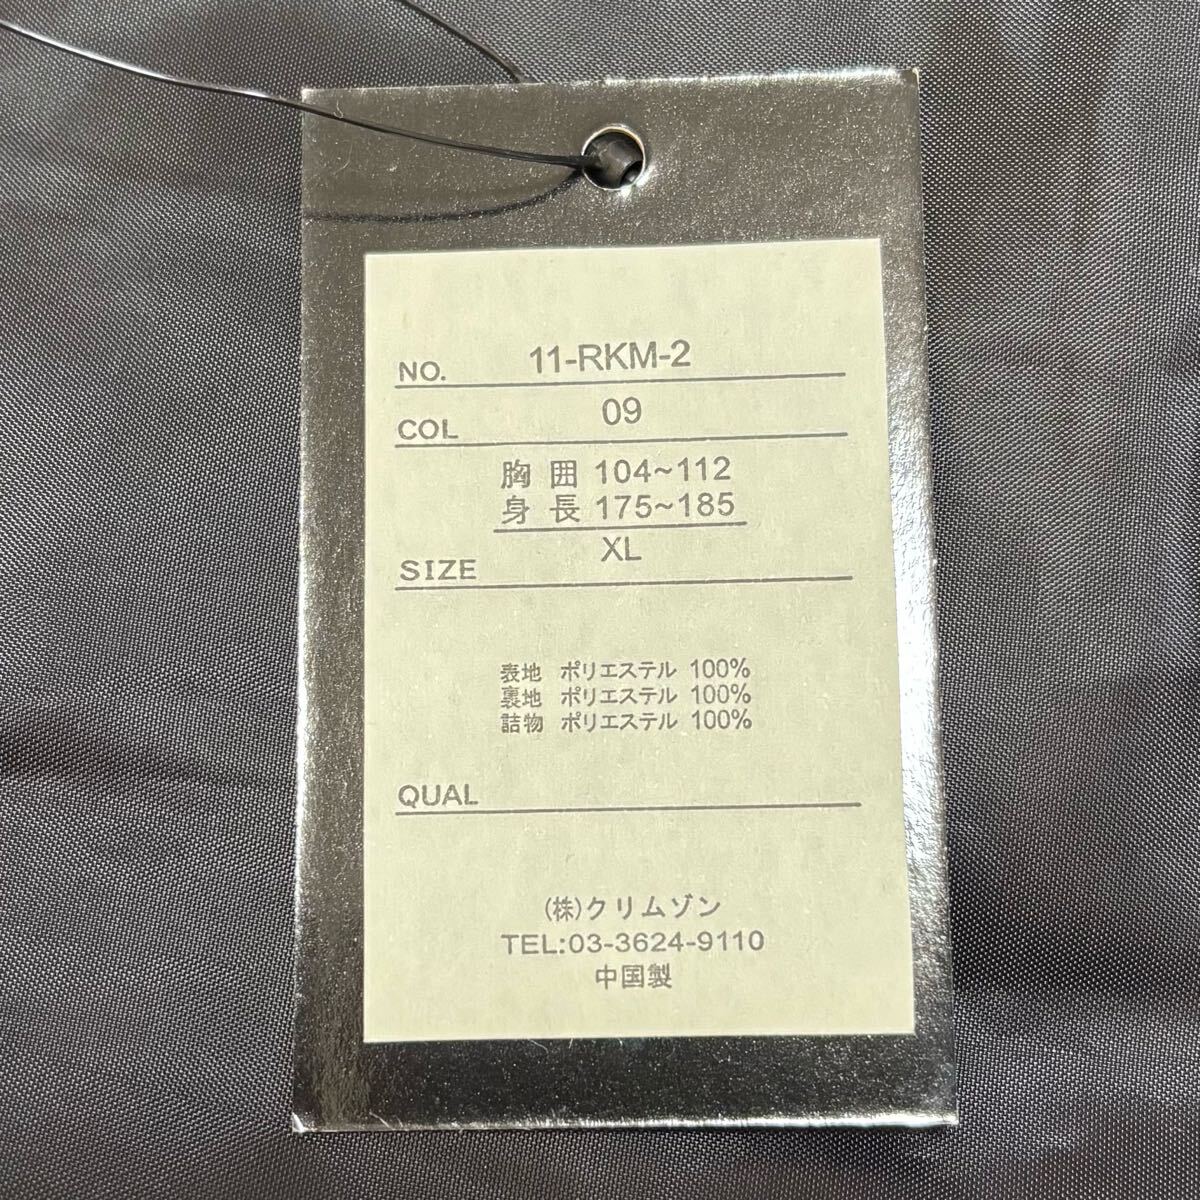 NO. 11-RKM-2
COL 09
胸囲 104~112
身長 175~185
SIZE XL
表地 ポリエステル 100%
裏地 ポリエステル 100%
詰物 ポリエステル 100%
QUAL
(株)クリムゾン
TEL:03-3624-9110
中国製